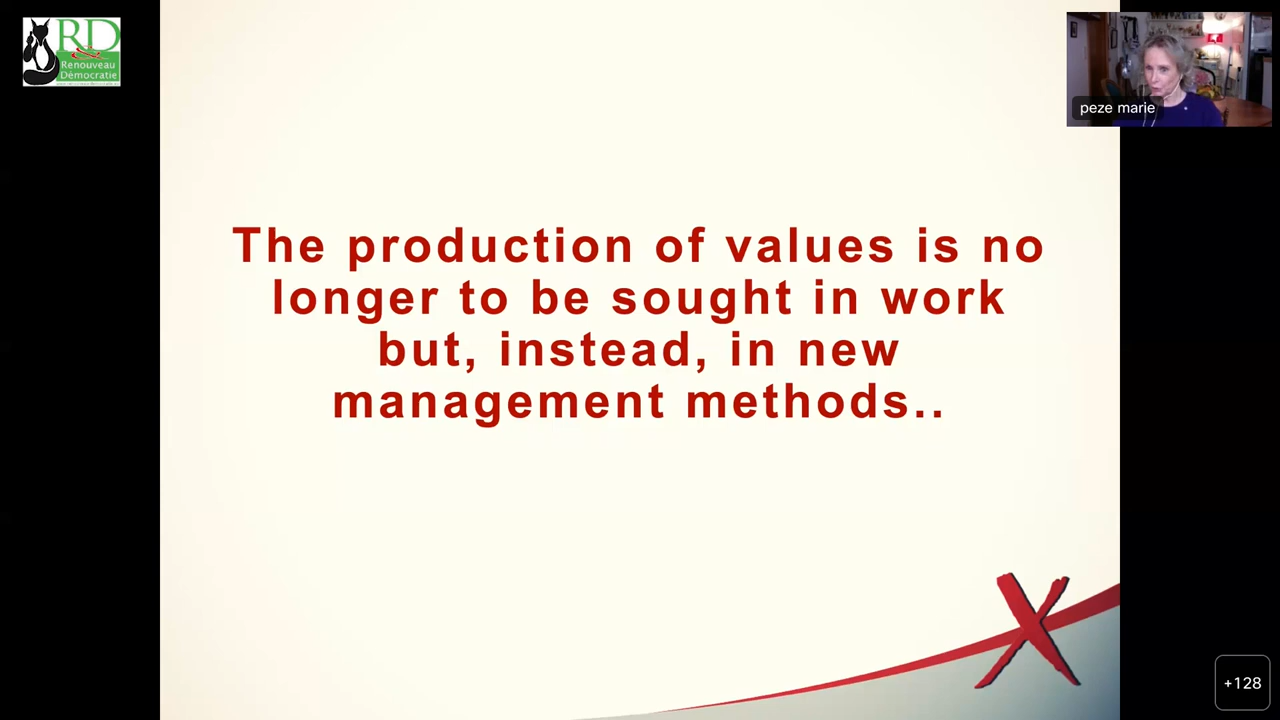 RD
Renouveau
Démocratie
peze marie
The production of values is no
longer to be sought in work
but, instead, in new
management methods..
+128